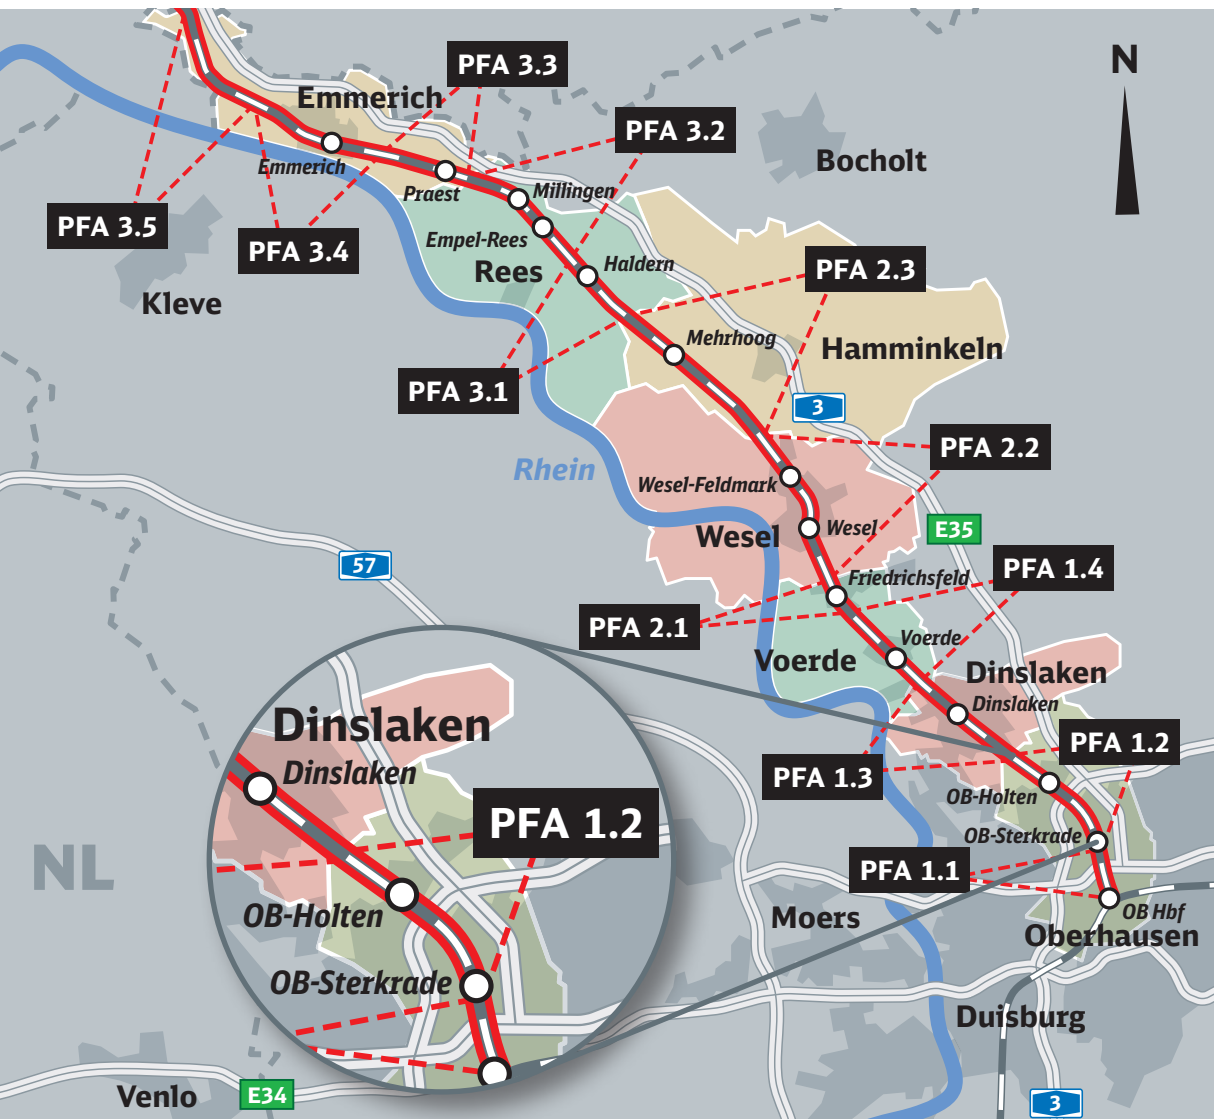 PFA 3.3
N
Emmerich
PFA 3.2
Bocholt
Emmerich
Praest
Millingen
PFA 3.5
PFA 3.4
Empel-Rees
Rees
Haldern
PFA 2.3
Kleve
Mehrhoog
Hamminkeln
PFA 3.1
3
PFA 2.2
Rhein
Wesel-Feldmark
Wesel
Wesel
E35
57
Friedrichsfeld
PFA 1.4
PFA 2.1
Voerde
Voerde
Dinslaken
Dinslaken
PFA 1.2
PFA 1.3
OB-Holten
OB-Sterkrade
PFA 1.1
OB Hbf
Moers
Oberhausen
Duisburg
3
Dinslaken
Dinslaken
PFA 1.2
NL
OB-Holten
OB-Sterkrade
Venlo
E34